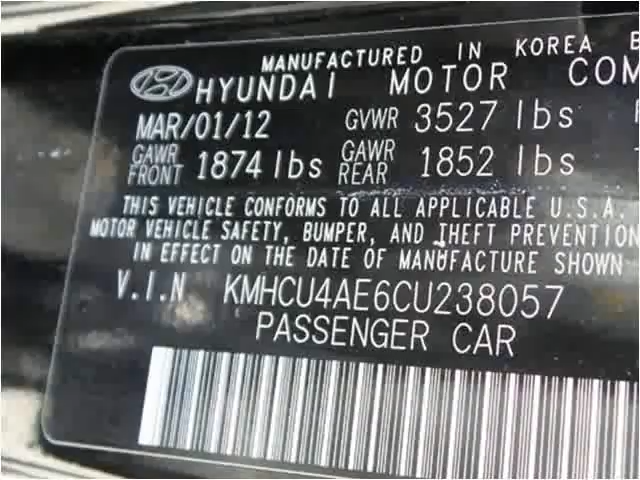 MANUFACTURED IN KOREA B
HYUNDAI MOTOR COM
MAR/01/12 GVWR 3527 lbs
GAWR FRONT 1874 lbs GAWR REAR 1852 lbs
THIS VEHICLE CONFORMS TO ALL APPLICABLE U.S.A.
MOTOR VEHICLE SAFETY, BUMPER, AND THEFT PREVENTION
IN EFFECT ON THE DATE OF MANUFACTURE SHOWN
V.I.N KMHCU4AE6CU238057
PASSENGER CAR